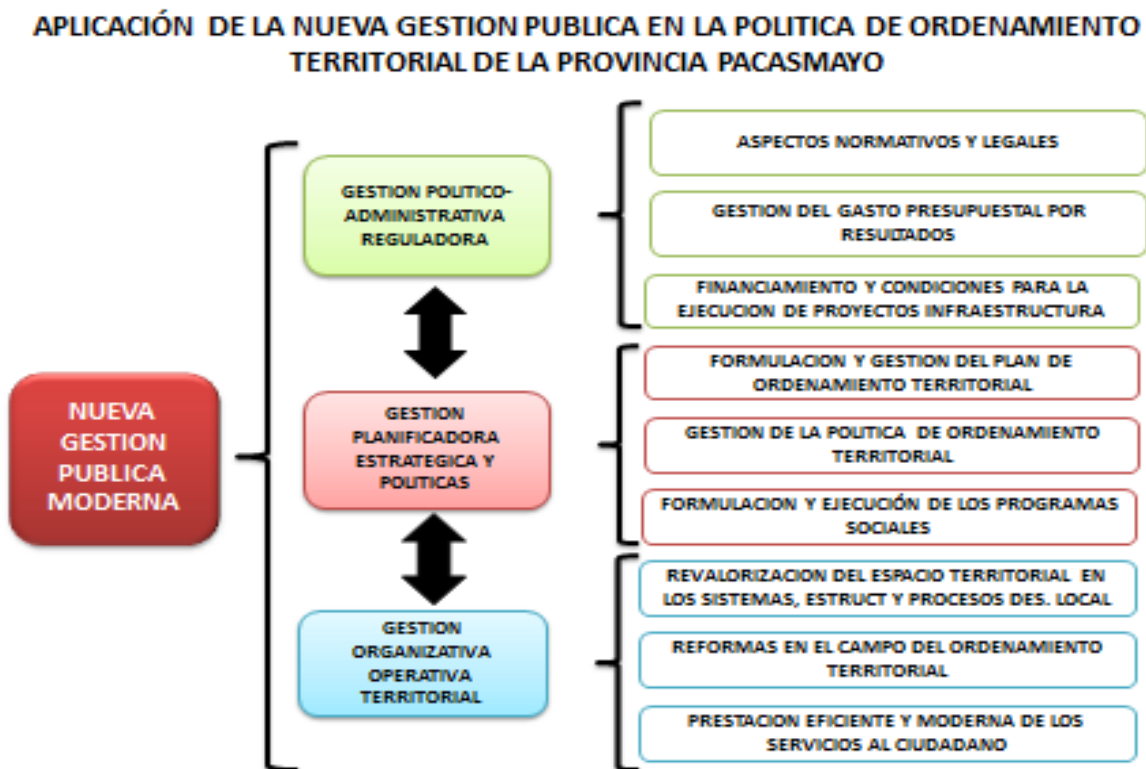 APLICACIÓN DE LA NUEVA GESTION PUBLICA EN LA POLITICA DE ORDENAMIENTO
TERRITORIAL DE LA PROVINCIA PACASMAYO
NUEVA
GESTION
PUBLICA
MODERNA
GESTION POLITICO-
ADMINISTRATIVA
REGULADORA
ASPECTOS NORMATIVOS Y LEGALES
GESTION DEL GASTO PRESUPUESTAL POR
RESULTADOS
FINANCIAMIENTO Y CONDICIONES PARA LA
EJECUCION DE PROYECTOS INFRAESTRUCTURA
GESTION
PLANIFICADORA
ESTRATEGICA Y
POLITICAS
FORMULACION Y GESTION DEL PLAN DE
ORDENAMIENTO TERRITORIAL
GESTION DE LA POLITICA DE ORDENAMIENTO
TERRITORIAL
FORMULACION Y EJECUCIÓN DE LOS PROGRAMAS
SOCIALES
GESTION
ORGANIZATIVA
OPERATIVA
TERRITORIAL
REVALORIZACION DEL ESPACIO TERRITORIAL EN
LOS SISTEMAS, ESTRUCT Y PROCESOS DES. LOCAL
REFORMAS EN EL CAMPO DEL ORDENAMIENTO
TERRITORIAL
PRESTACION EFICIENTE Y MODERNA DE LOS
SERVICIOS AL CIUDADANO